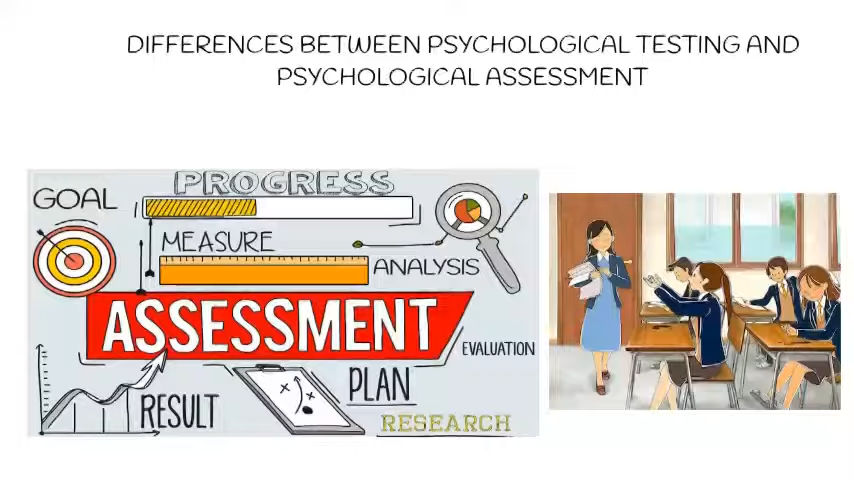 DIFFERENCES BETWEEN PSYCHOLOGICAL TESTING AND
PSYCHOLOGICAL ASSESSMENT
PROGRESS
GOAL
MEASURE
ANALYSIS
ASSESSMENT
EVALUATION
PLAN
RESULT
RESEARCH